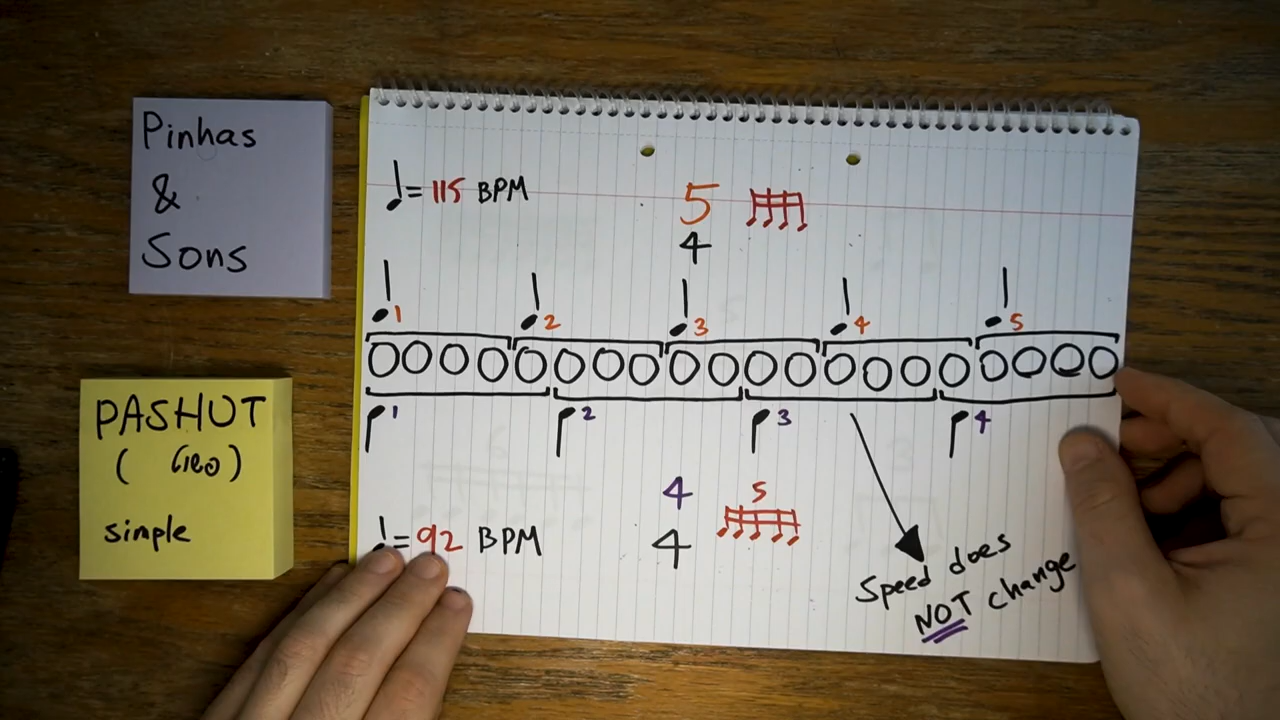 Pinhas
&
Sons
PASHUT
(פשוט)
simple
♩= 115 BPM
5
4
1 2 3 4 5
1 2 3 4
♩= 92 BPM
4
4
5
Speed does
NOT change